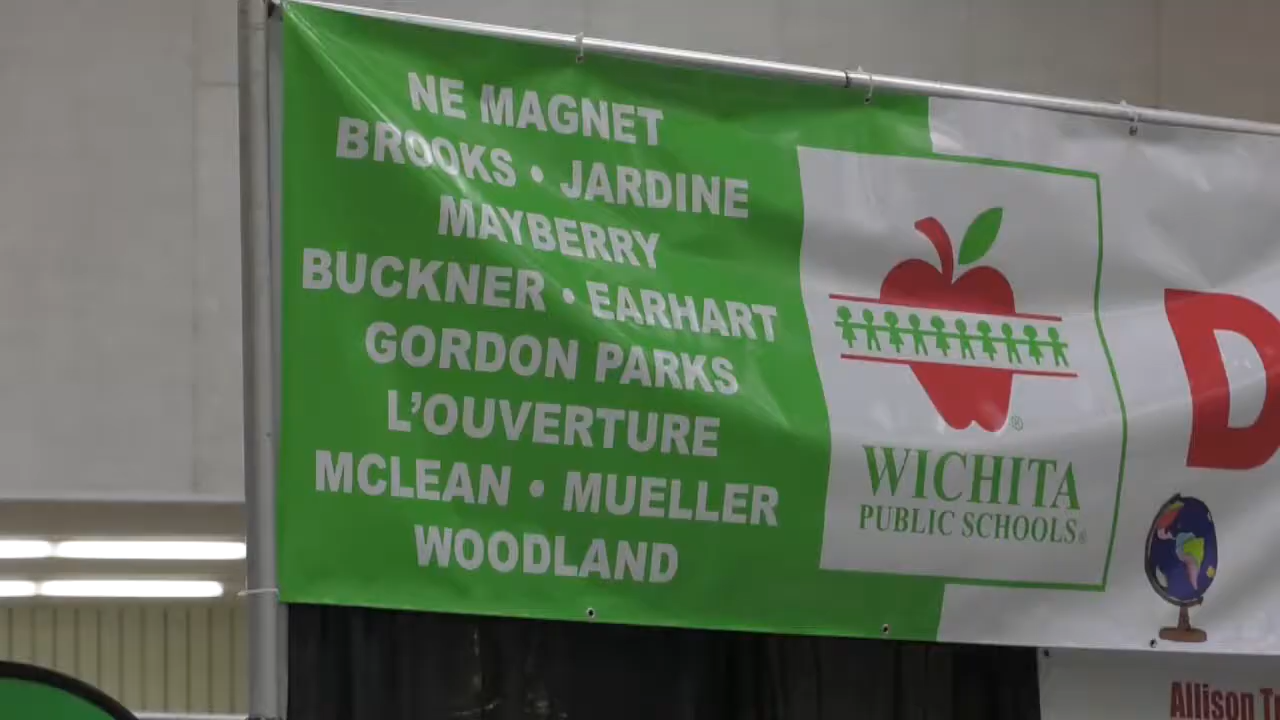 NE MAGNET
BROOKS • JARDINE
MAYBERRY
BUCKNER • EARHART
GORDON PARKS
L'OUVERTURE
MCLEAN • MUELLER
WOODLAND
®
WICHITA
PUBLIC SCHOOLS®
D
Allison